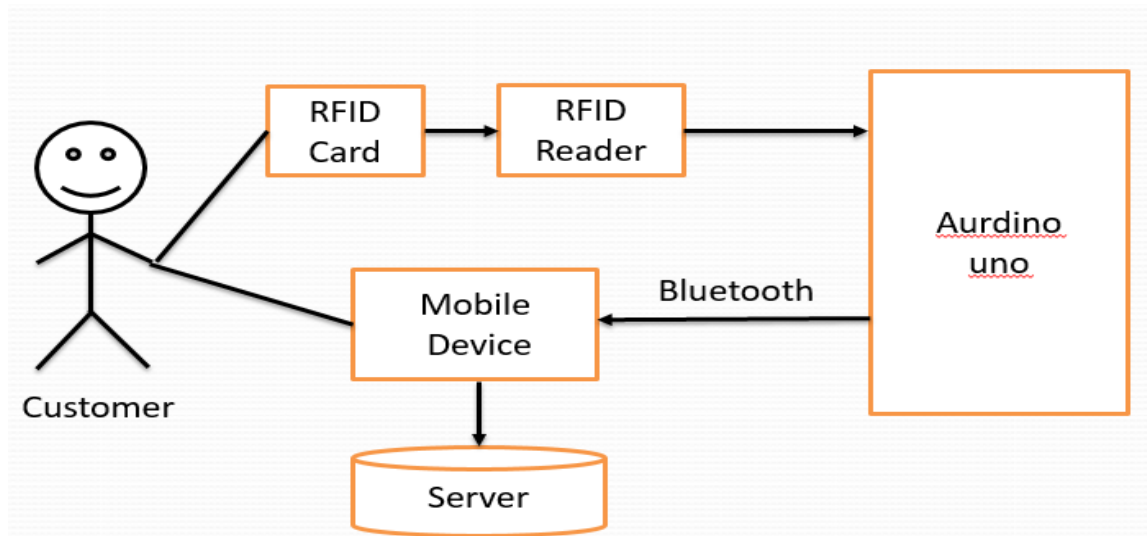 RFID
Card
RFID
Reader
Aurdino
uno
Bluetooth
Mobile
Device
Customer
Server